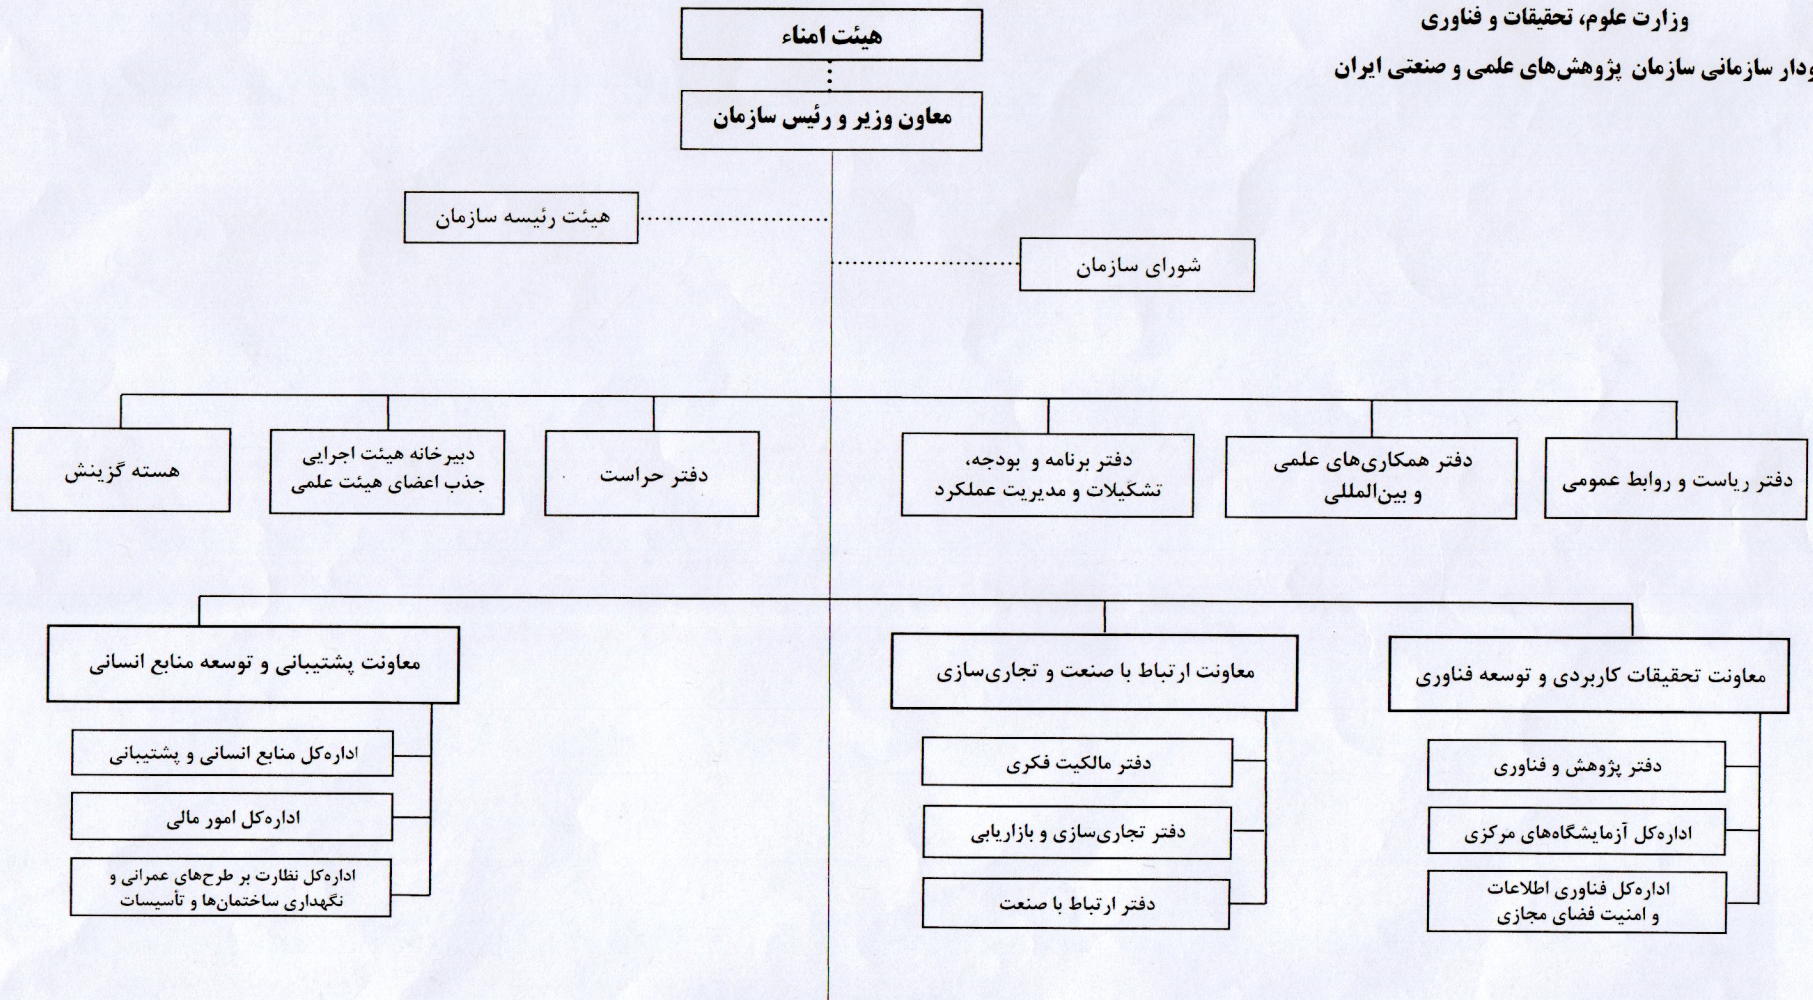 وزارت علوم، تحقیقات و فناوری
ودار سازمانی سازمان پژوهش‌های علمی و صنعتی ایران
هیئت امناء
معاون وزیر و رئیس سازمان
هیئت رئیسه سازمان
شورای سازمان
دفتر ریاست و روابط عمومی
دفتر همکاری‌های علمی
و بین‌المللی
دفتر برنامه و بودجه،
تشکیلات و مدیریت عملکرد
دفتر حراست
دبیرخانه هیئت اجرایی
جذب اعضای هیئت علمی
هسته گزینش
معاونت تحقیقات کاربردی و توسعه فناوری
دفتر پژوهش و فناوری
اداره‌کل آزمایشگاه‌های مرکزی
اداره‌کل فناوری اطلاعات
و امنیت فضای مجازی
معاونت ارتباط با صنعت و تجاری‌سازی
دفتر مالکیت فکری
دفتر تجاری‌سازی و بازاریابی
دفتر ارتباط با صنعت
معاونت پشتیبانی و توسعه منابع انسانی
اداره‌کل منابع انسانی و پشتیبانی
اداره‌کل امور مالی
اداره‌کل نظارت بر طرح‌های عمرانی و
نگهداری ساختمان‌ها و تأسیسات